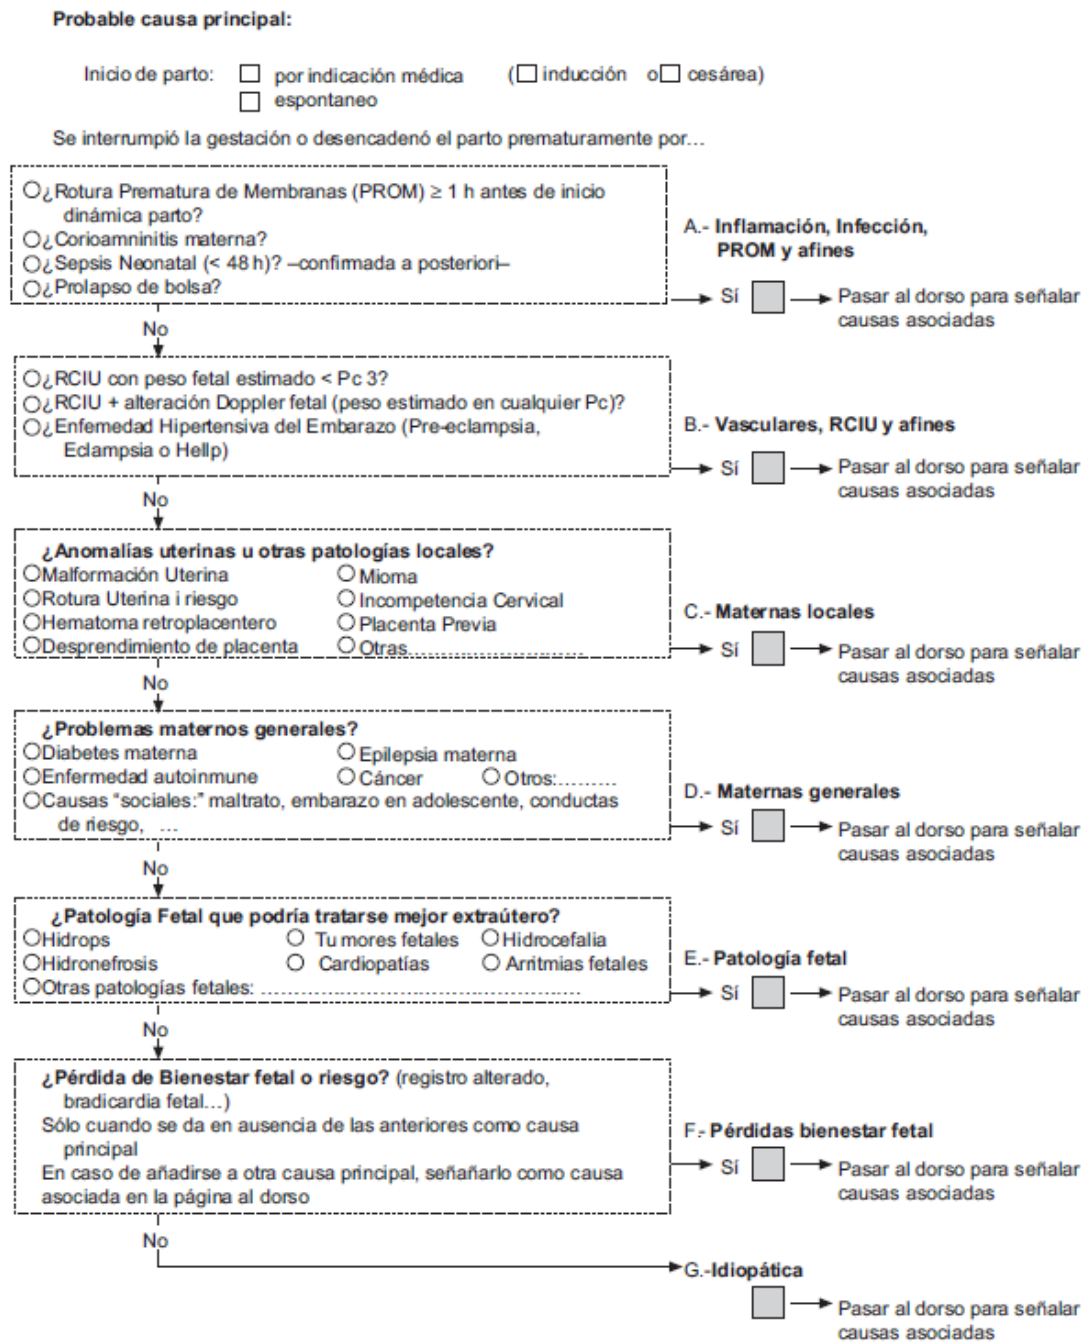 Probable causa principal:
Inicio de parto: por indicación médica ( inducción o cesárea)
espontaneo
Se interrumpió la gestación o desencadenó el parto prematuramente por...
¿Rotura Prematura de Membranas (PROM) ≥ 1 h antes de inicio
dinámica parto?
¿Corioamninitis materna?
¿Sepsis Neonatal (< 48 h)? –confirmada a posteriori–
¿Prolapso de bolsa?
A.- Inflamación, Infección,
PROM y afines
Sí Pasar al dorso para señalar
causas asociadas
No
¿RCIU con peso fetal estimado < Pc 3?
¿RCIU + alteración Doppler fetal (peso estimado en cualquier Pc)?
¿Enfemedad Hipertensiva del Embarazo (Pre-eclampsia,
Eclampsia o Hellp)
B.- Vasculares, RCIU y afines
Sí Pasar al dorso para señalar
causas asociadas
No
¿Anomalías uterinas u otras patologías locales?
Malformación Uterina Mioma
Rotura Uterina i riesgo Incompetencia Cervical
Hematoma retroplacentero Placenta Previa
Desprendimiento de placenta Otras..............................
C.- Maternas locales
Sí Pasar al dorso para señalar
causas asociadas
No
¿Problemas maternos generales?
Diabetes materna Epilepsia materna
Enfermedad autoinmune Cáncer Otros:.........
Causas "sociales:" maltrato, embarazo en adolescente, conductas
de riesgo, ...
D.- Maternas generales
Sí Pasar al dorso para señalar
causas asociadas
No
¿Patología Fetal que podría tratarse mejor extraútero?
Hidrops Tu mores fetales Hidrocefalia
Hidronefrosis Cardiopatías Arritmias fetales
Otras patologías fetales: .......................................................
E.- Patología fetal
Sí Pasar al dorso para señalar
causas asociadas
No
¿Pérdida de Bienestar fetal o riesgo? (registro alterado,
bradicardia fetal...)
Sólo cuando se da en ausencia de las anteriores como causa
principal
En caso de añadirse a otra causa principal, señañarlo como causa
asociada en la página al dorso
F.- Pérdidas bienestar fetal
Sí Pasar al dorso para señalar
causas asociadas
No
G.-Idiopática
Pasar al dorso para señalar
causas asociadas